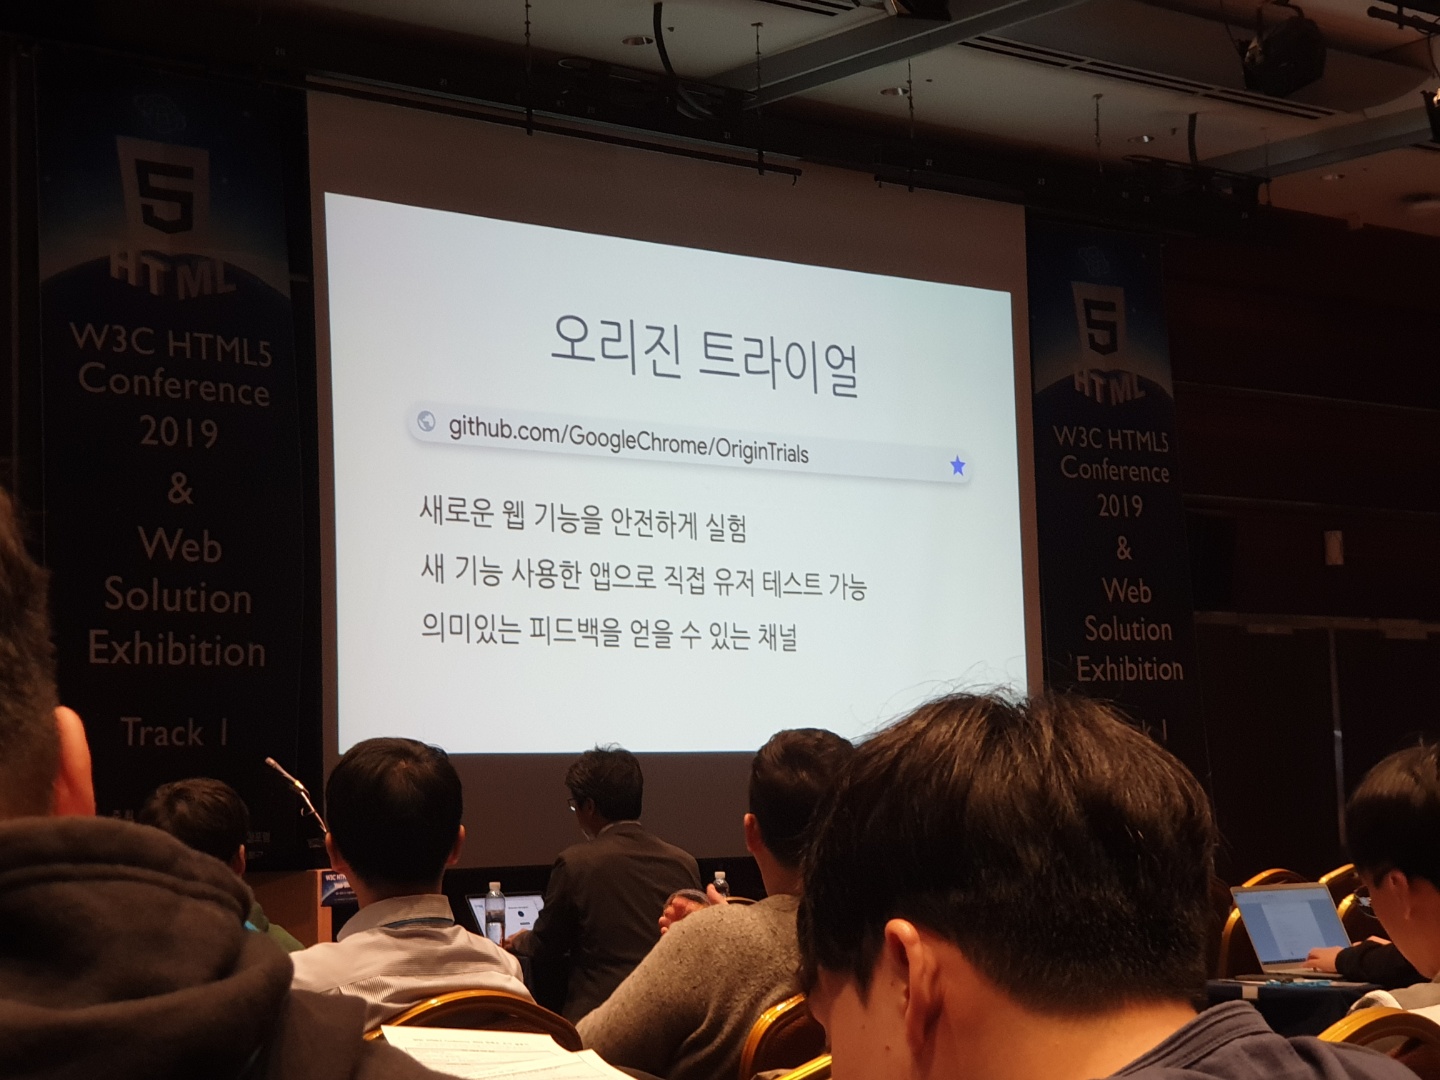 5
HTML
W3C HTML5
Conference
2019
&
Web
Solution
Exhibition
Track 1
오리진 트라이얼
github.com/GoogleChrome/OriginTrials
새로운 웹 기능을 안전하게 실험
새 기능 사용한 앱으로 직접 유저 테스트 가능
의미있는 피드백을 얻을 수 있는 채널
5
HTML
W3C HTML5
Conference
2019
&
Web
Solution
Exhibition